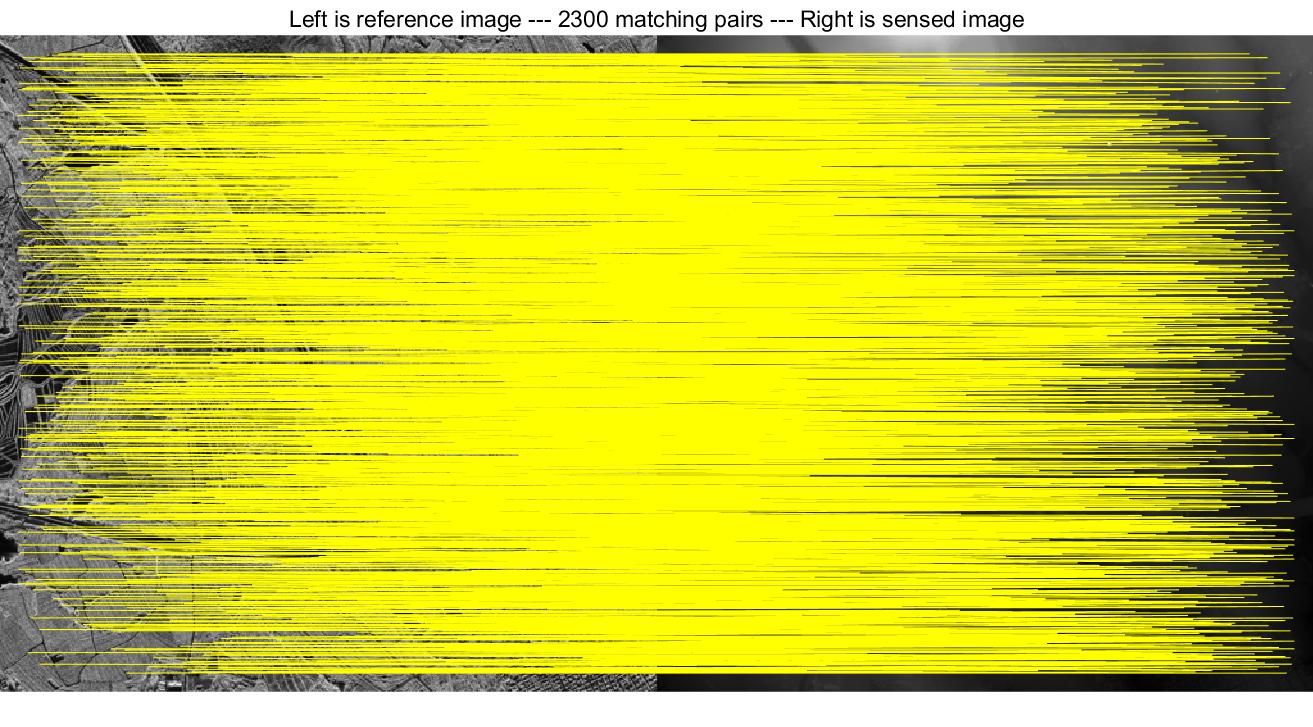 Left is reference image --- 2300 matching pairs --- Right is sensed image